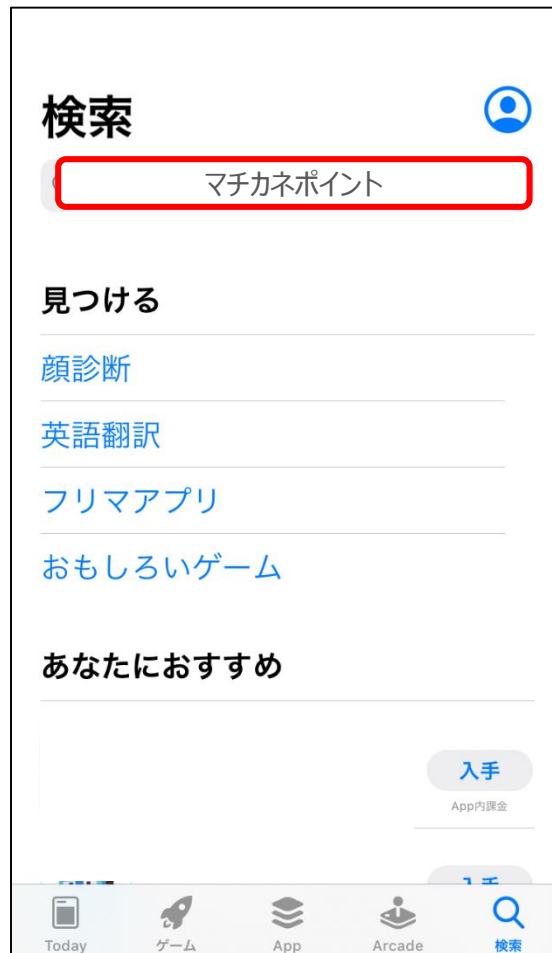 検索
マチカネポイント
見つける
顔診断
英語翻訳
フリマアプリ
おもしろいゲーム
あなたにおすすめ
入手
App内課金
入手
Today
ゲーム
App
Arcade
検索